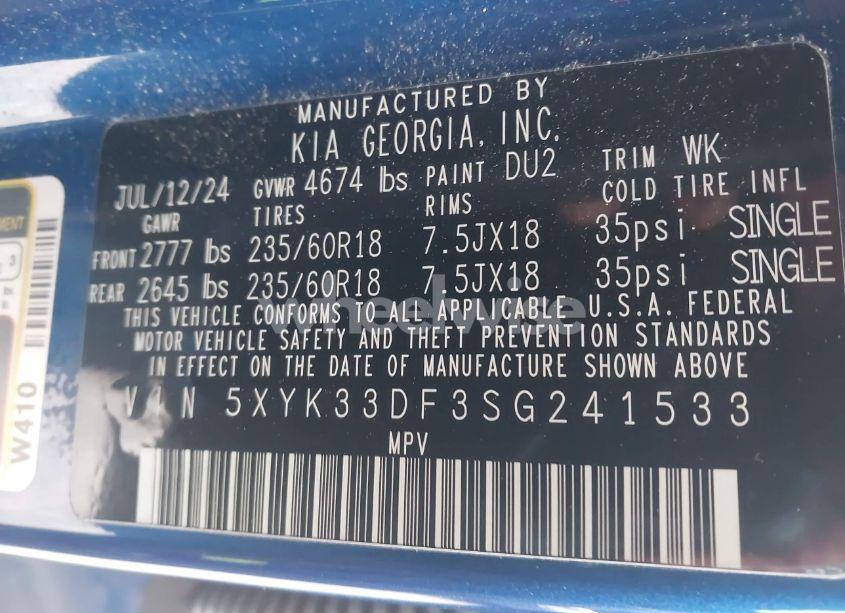 MANUFACTURED BY
KIA GEORGIA, INC.
JUL/12/24 GVWR 4674 lbs PAINT DU2 TRIM WK
GAWR TIRES RIMS COLD TIRE INFL
FRONT 2777 lbs 235/60R18 7.5JX18 35psi SINGLE
REAR 2645 lbs 235/60R18 7.5JX18 35psi SINGLE
THIS VEHICLE CONFORMS TO ALL APPLICABLE U.S.A. FEDERAL
MOTOR VEHICLE SAFETY AND THEFT PREVENTION STANDARDS
IN EFFECT ON THE DATE OF MANUFACTURE SHOWN ABOVE
VIN 5XYK33DF3SG241533
MPV
W410
wheelwise